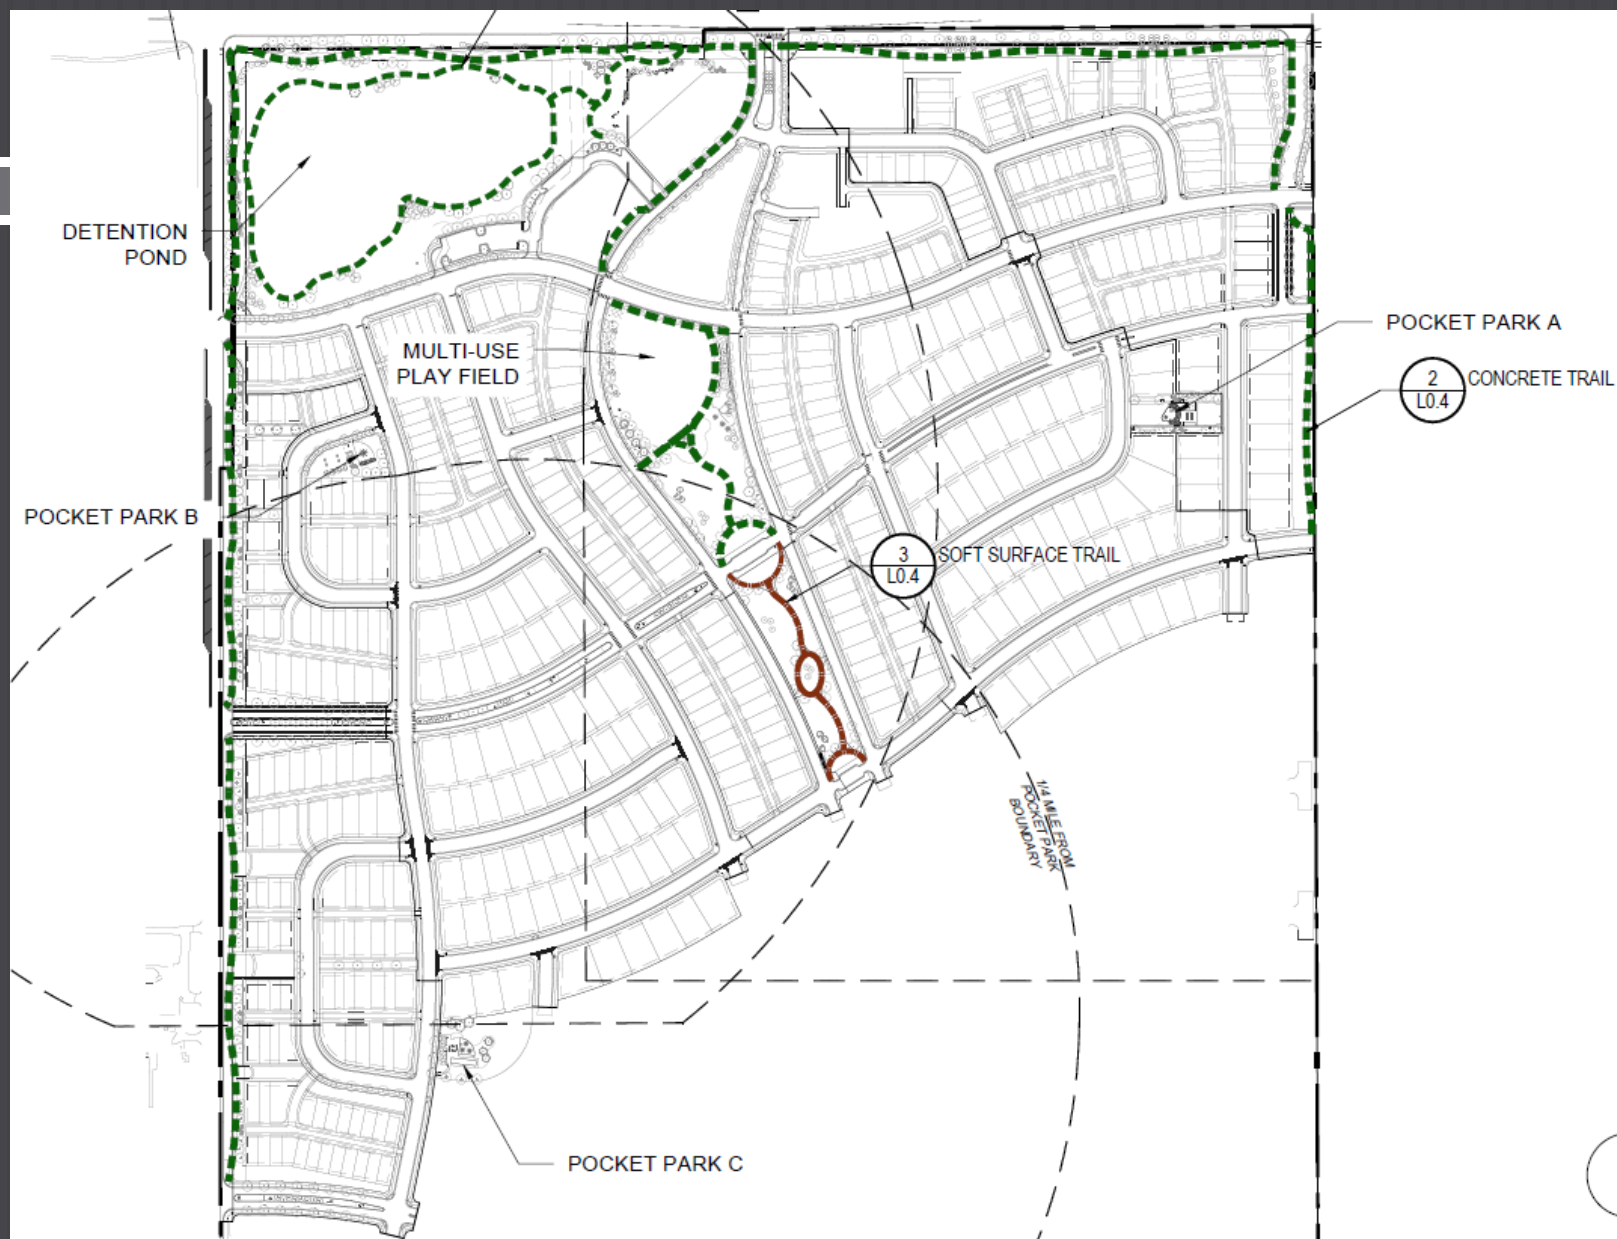 DETENTION
POND
MULTI-USE
PLAY FIELD
POCKET PARK A
2
L0.4
CONCRETE TRAIL
POCKET PARK B
3
L0.4
SOFT SURFACE TRAIL
1/4 MILE FROM
POCKET PARK
BOUNDARY
POCKET PARK C